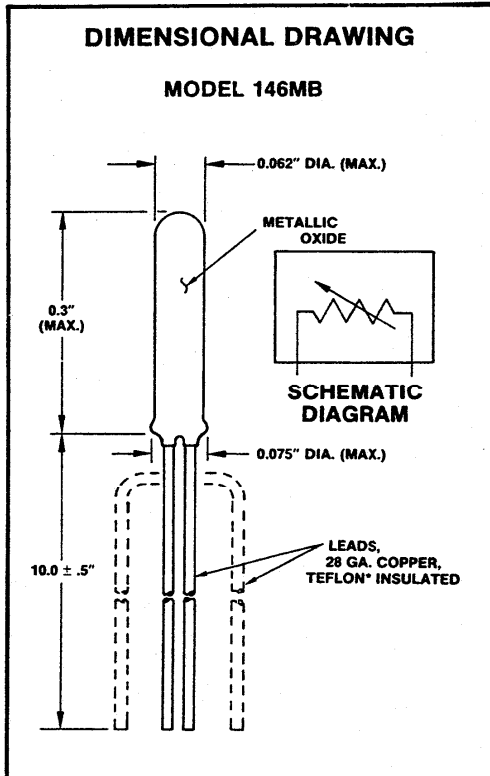 DIMENSIONAL DRAWING
MODEL 146MB
0.062" DIA. (MAX.)
METALLIC
OXIDE
0.3"
(MAX.)
SCHEMATIC
DIAGRAM
0.075" DIA. (MAX.)
10.0 ± .5"
LEADS,
28 GA. COPPER,
TEFLON* INSULATED